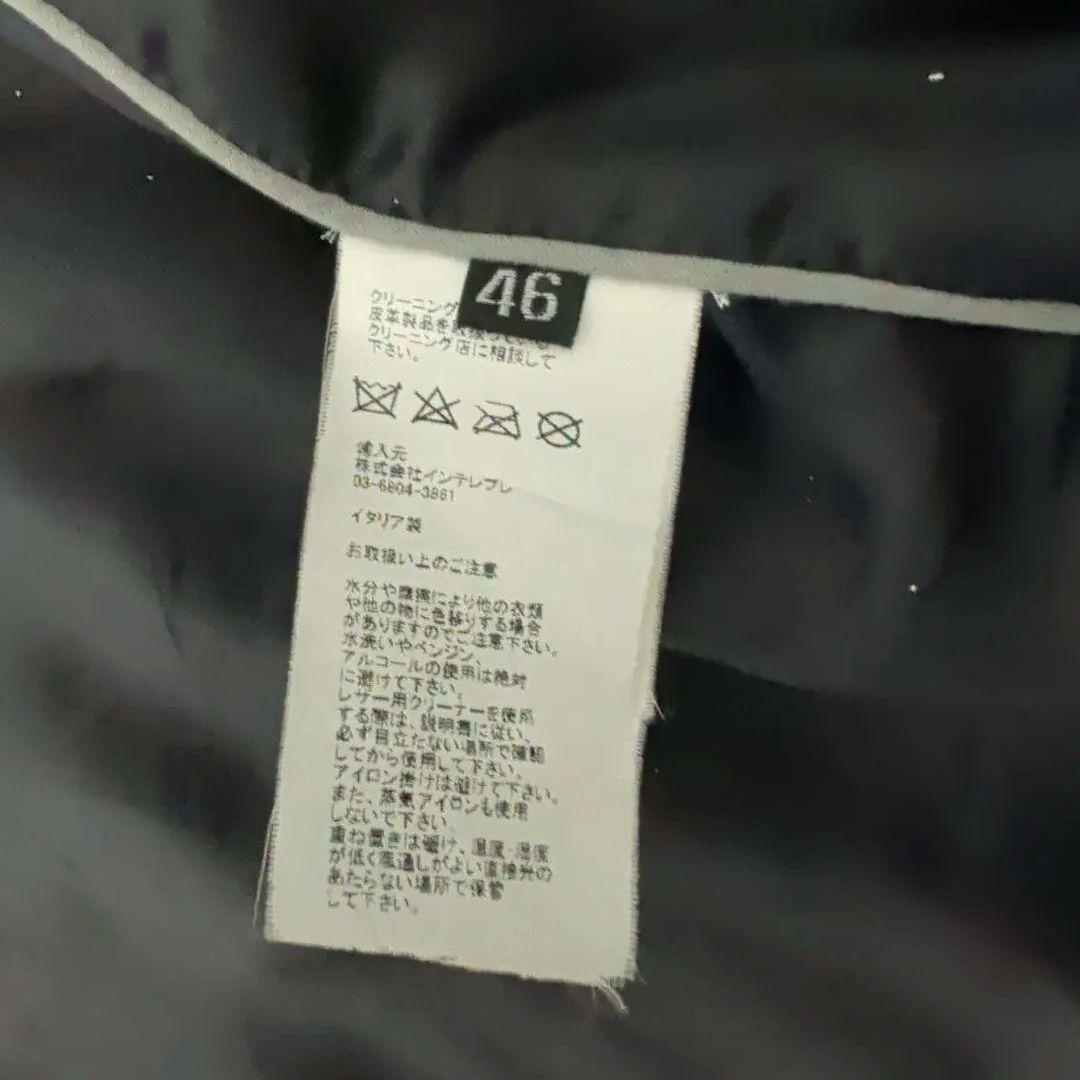 46
クリーニング
皮革製品を取扱っている
クリーニング店に相談して
下さい。
輸入元
株式会社インテレプレ
03-6804-3861
イタリア製
お取扱い上のご注意
水分や摩擦により他の衣類
や他の物に色移りする場合
がありますのでご注意下さい。
水洗いやベンジン、
アルコールの使用は絶対
に避けて下さい。
レザー用クリーナーを使用
する際は、説明書に従い、
必ず目立たない場所で確認
してから使用して下さい。
アイロン掛けは避けて下さい。
また、蒸気アイロンも使用
しないで下さい。
重ね置きは避け、温度・湿度
が低く風通しがよい直接光の
あたらない場所で保管
して下さい。